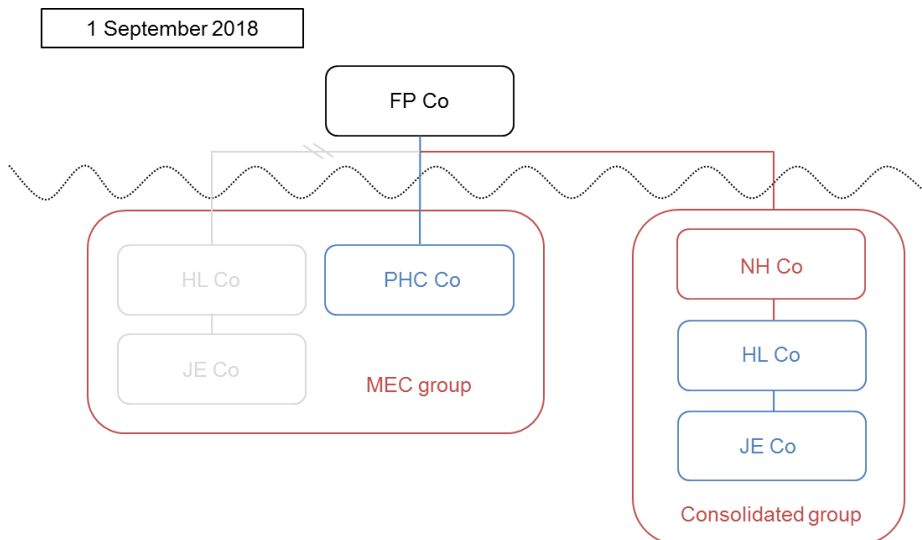 1 September 2018
FP Co
HL Co
PHC Co
NH Co
JE Co
HL Co
MEC group
JE Co
Consolidated group